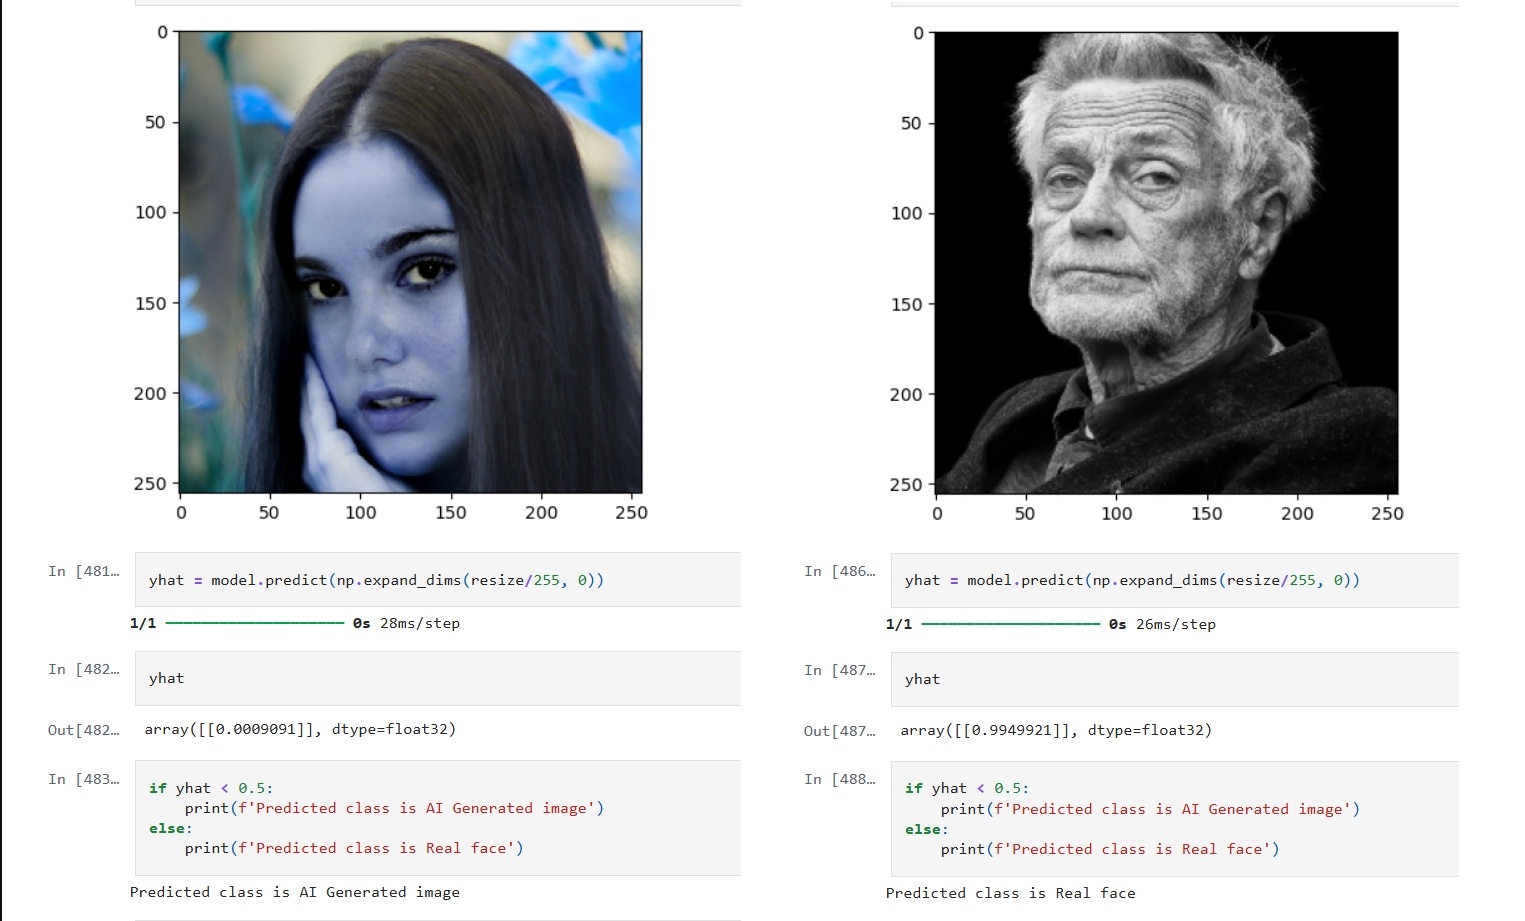 0
50
100
150
200
250
0 50 100 150 200 250
In [481…
yhat = model.predict(np.expand_dims(resize/255, 0))
1/1 ━━━━━━━━━━━━━━━━━━━━ 0s 28ms/step
In [482…
yhat
Out[482…
array([[0.0009091]], dtype=float32)
In [483…
if yhat < 0.5:
    print(f'Predicted class is AI Generated image')
else:
    print(f'Predicted class is Real face')
Predicted class is AI Generated image
0
50
100
150
200
250
0 50 100 150 200 250
In [486…
yhat = model.predict(np.expand_dims(resize/255, 0))
1/1 ━━━━━━━━━━━━━━━━━━━━ 0s 26ms/step
In [487…
yhat
Out[487…
array([[0.9949921]], dtype=float32)
In [488…
if yhat < 0.5:
    print(f'Predicted class is AI Generated image')
else:
    print(f'Predicted class is Real face')
Predicted class is Real face